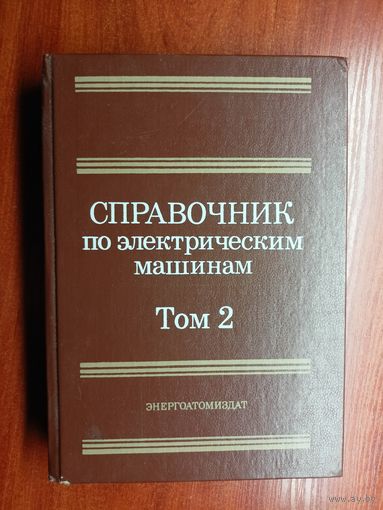 СПРАВОЧНИК
по электрическим
машинам
Том 2
ЭНЕРГОАТОМИЗДАТ